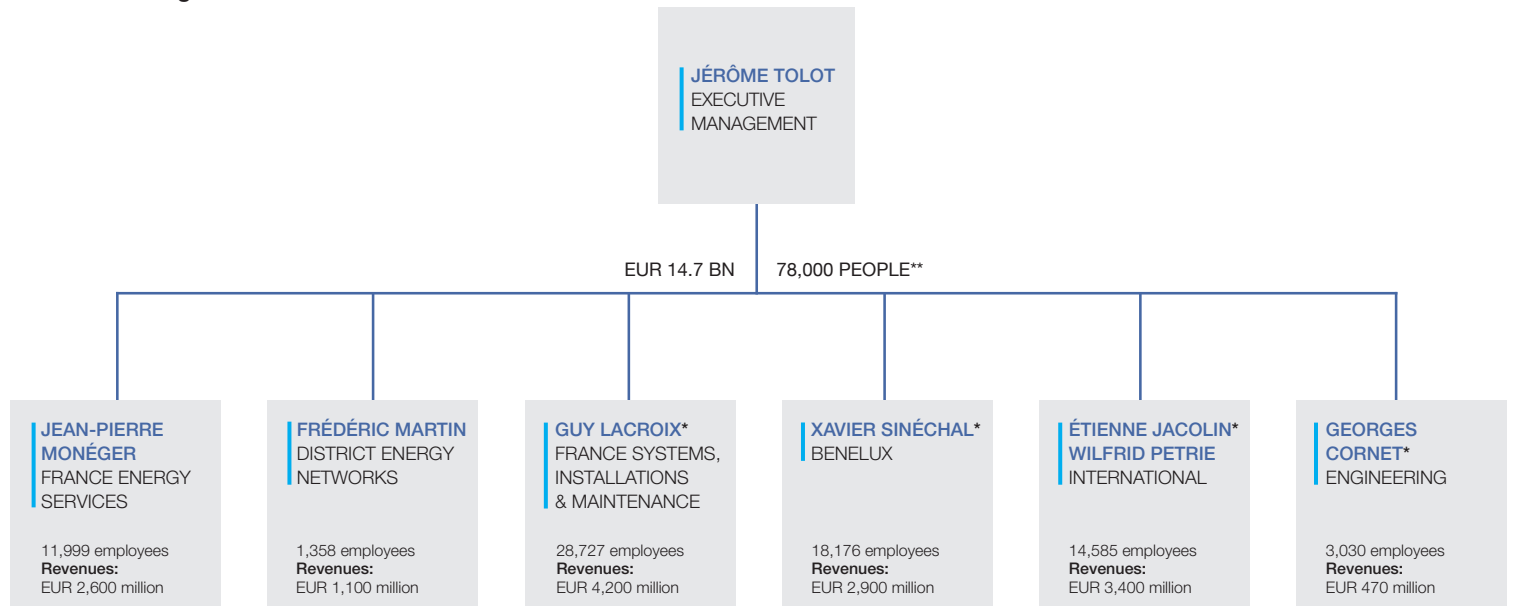 JÉRÔME TOLOT
EXECUTIVE
MANAGEMENT
EUR 14.7 BN
78,000 PEOPLE**
JEAN-PIERRE
MONÉGER
FRANCE ENERGY
SERVICES
11,999 employees
Revenues:
EUR 2,600 million
FRÉDÉRIC MARTIN
DISTRICT ENERGY
NETWORKS
1,358 employees
Revenues:
EUR 1,100 million
GUY LACROIX*
FRANCE SYSTEMS,
INSTALLATIONS
& MAINTENANCE
28,727 employees
Revenues:
EUR 4,200 million
XAVIER SINÉCHAL*
BENELUX
18,176 employees
Revenues:
EUR 2,900 million
ÉTIENNE JACOLIN*
WILFRID PETRIE
INTERNATIONAL
14,585 employees
Revenues:
EUR 3,400 million
GEORGES
CORNET*
ENGINEERING
3,030 employees
Revenues:
EUR 470 million